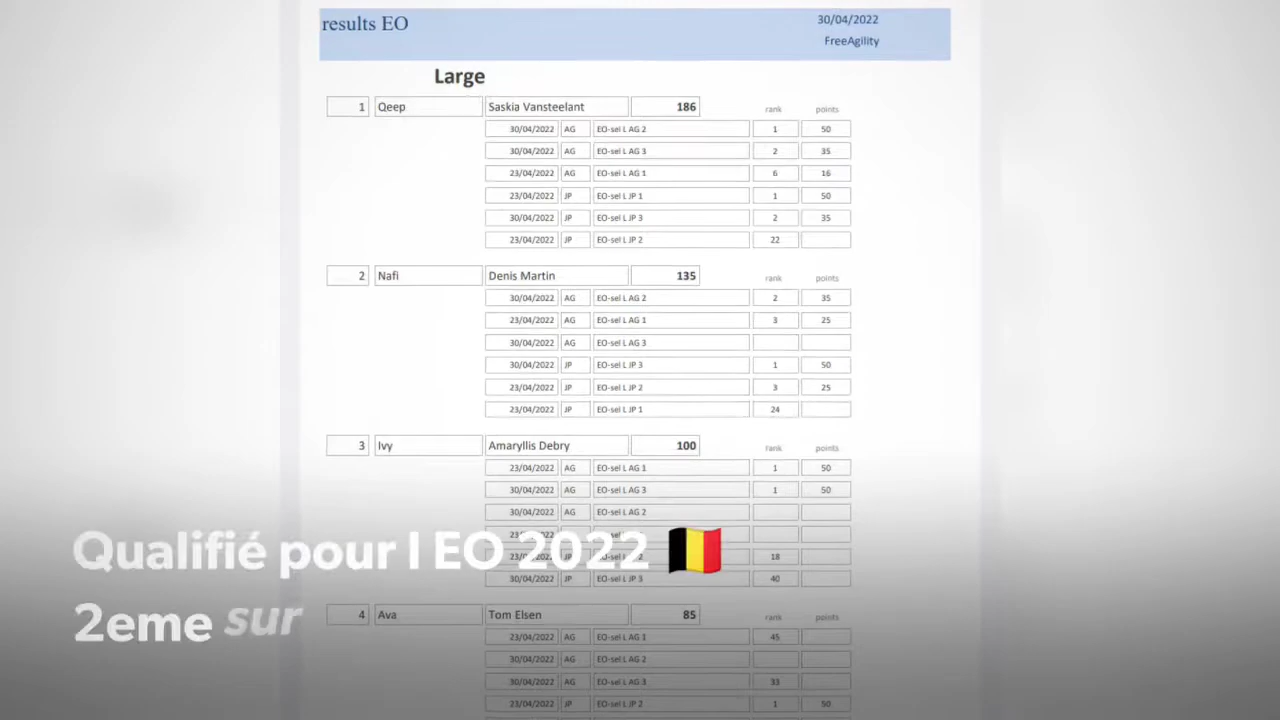 results EO 30/04/2022
FreeAgility
Large
1 Qeep Saskia Vansteelant 186 rank points
30/04/2022 AG EO-sel L AG 2 1 50
30/04/2022 AG EO-sel L AG 3 2 35
23/04/2022 AG EO-sel L AG 1 6 16
23/04/2022 JP EO-sel L JP 1 1 50
30/04/2022 JP EO-sel L JP 3 2 35
23/04/2022 JP EO-sel L JP 2 22
2 Nafi Denis Martin 135 rank points
30/04/2022 AG EO-sel L AG 2 2 35
23/04/2022 AG EO-sel L AG 1 3 25
30/04/2022 AG EO-sel L AG 3
30/04/2022 JP EO-sel L JP 3 1 50
23/04/2022 JP EO-sel L JP 2 3 25
23/04/2022 JP EO-sel L JP 1 24
3 Ivy Amaryllis Debry 100 rank points
23/04/2022 AG EO-sel L AG 1 1 50
30/04/2022 AG EO-sel L AG 3 1 50
30/04/2022 AG EO-sel L AG 2
Qualifié pour l EO 2022 🇧🇪
18
30/04/2022 JP EO-sel L JP 3 40
2eme sur
4 Ava Tom Elsen 85 rank points
23/04/2022 AG EO-sel L AG 1 45
30/04/2022 AG EO-sel L AG 2
30/04/2022 AG EO-sel L AG 3 33
23/04/2022 JP EO-sel L JP 2 1 50